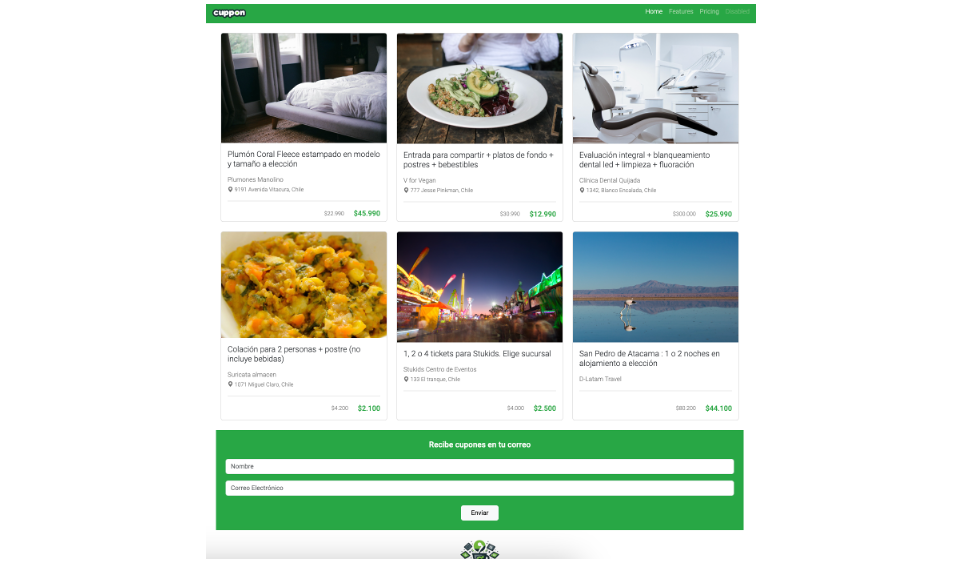 cuppon
Home Features Pricing Disabled
Plumón Coral Fleece estampado en modelo
y tamaño a elección
Plumones Manolino
9191 Avenida Vitacura, Chile
$22.990 $45.990
Entrada para compartir + platos de fondo +
postres + bebestibles
V for Vegan
777 Jesse Pinkman, Chile
$30.990 $12.990
Evaluación integral + blanqueamiento
dental led + limpieza + fluoración
Clínica Dental Quijada
1342, Blanco Encalada, Chile
$300.000 $25.990
Colación para 2 personas + postre (no
incluye bebidas)
Suncata almacen
1071 Miguel Claro, Chile
$4.200 $2.100
1, 2 o 4 tickets para Stukids. Elige sucursal
Stukids Centro de Eventos
133 El tranque, Chile
$4.000 $2.500
San Pedro de Atacama : 1 o 2 noches en
alojamiento a elección
D-Latam Travel
$88.200 $44.100
Recibe cupones en tu correo
Nombre
Correo Electrónico
Enviar